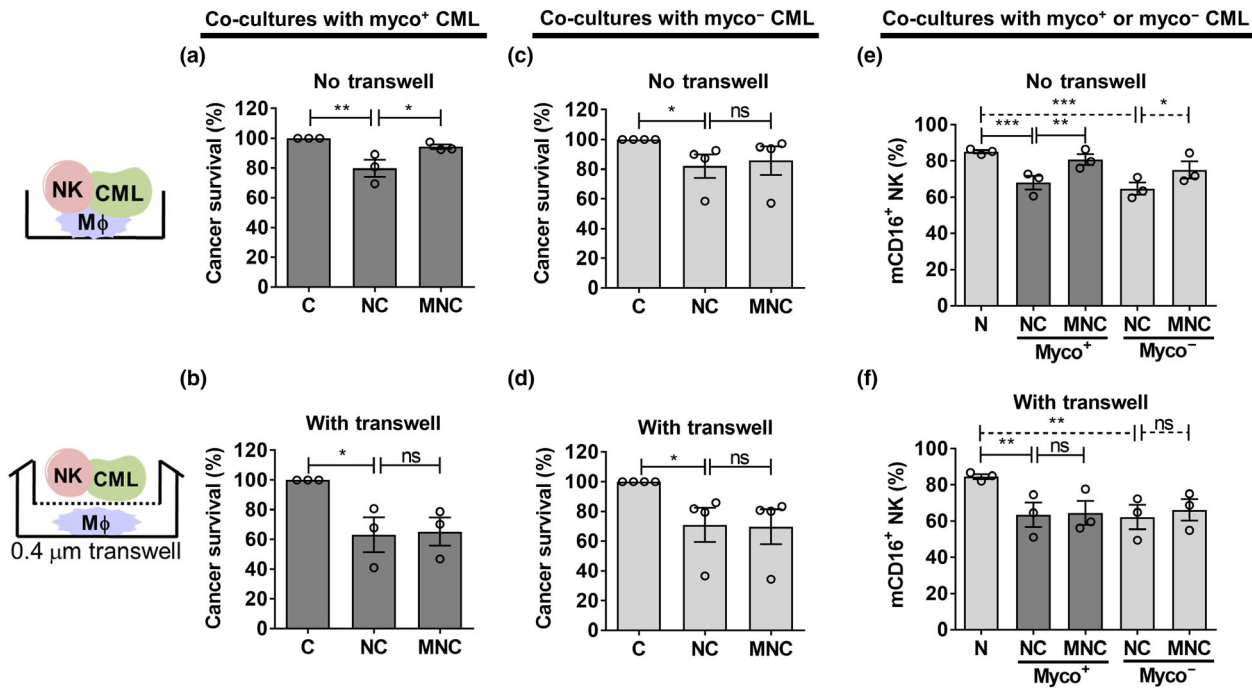 Co-cultures with myco⁺ CML
Co-cultures with myco⁻ CML
Co-cultures with myco⁺ or myco⁻ CML
NK
CML
Mϕ
(a)
No transwell
Cancer survival (%)
120
100
80
60
40
20
0
**
*
C
NC
MNC
(c)
No transwell
Cancer survival (%)
120
100
80
60
40
20
0
*
ns
C
NC
MNC
(e)
No transwell
mCD16⁺ NK (%)
100
80
60
40
20
0
***
*
***
**
N
NC
MNC
NC
MNC
Myco⁺
Myco⁻
NK
CML
Mϕ
0.4 μm transwell
(b)
With transwell
Cancer survival (%)
120
100
80
60
40
20
0
*
ns
C
NC
MNC
(d)
With transwell
Cancer survival (%)
120
100
80
60
40
20
0
*
ns
C
NC
MNC
(f)
With transwell
mCD16⁺ NK (%)
100
80
60
40
20
0
**
ns
**
ns
N
NC
MNC
NC
MNC
Myco⁺
Myco⁻